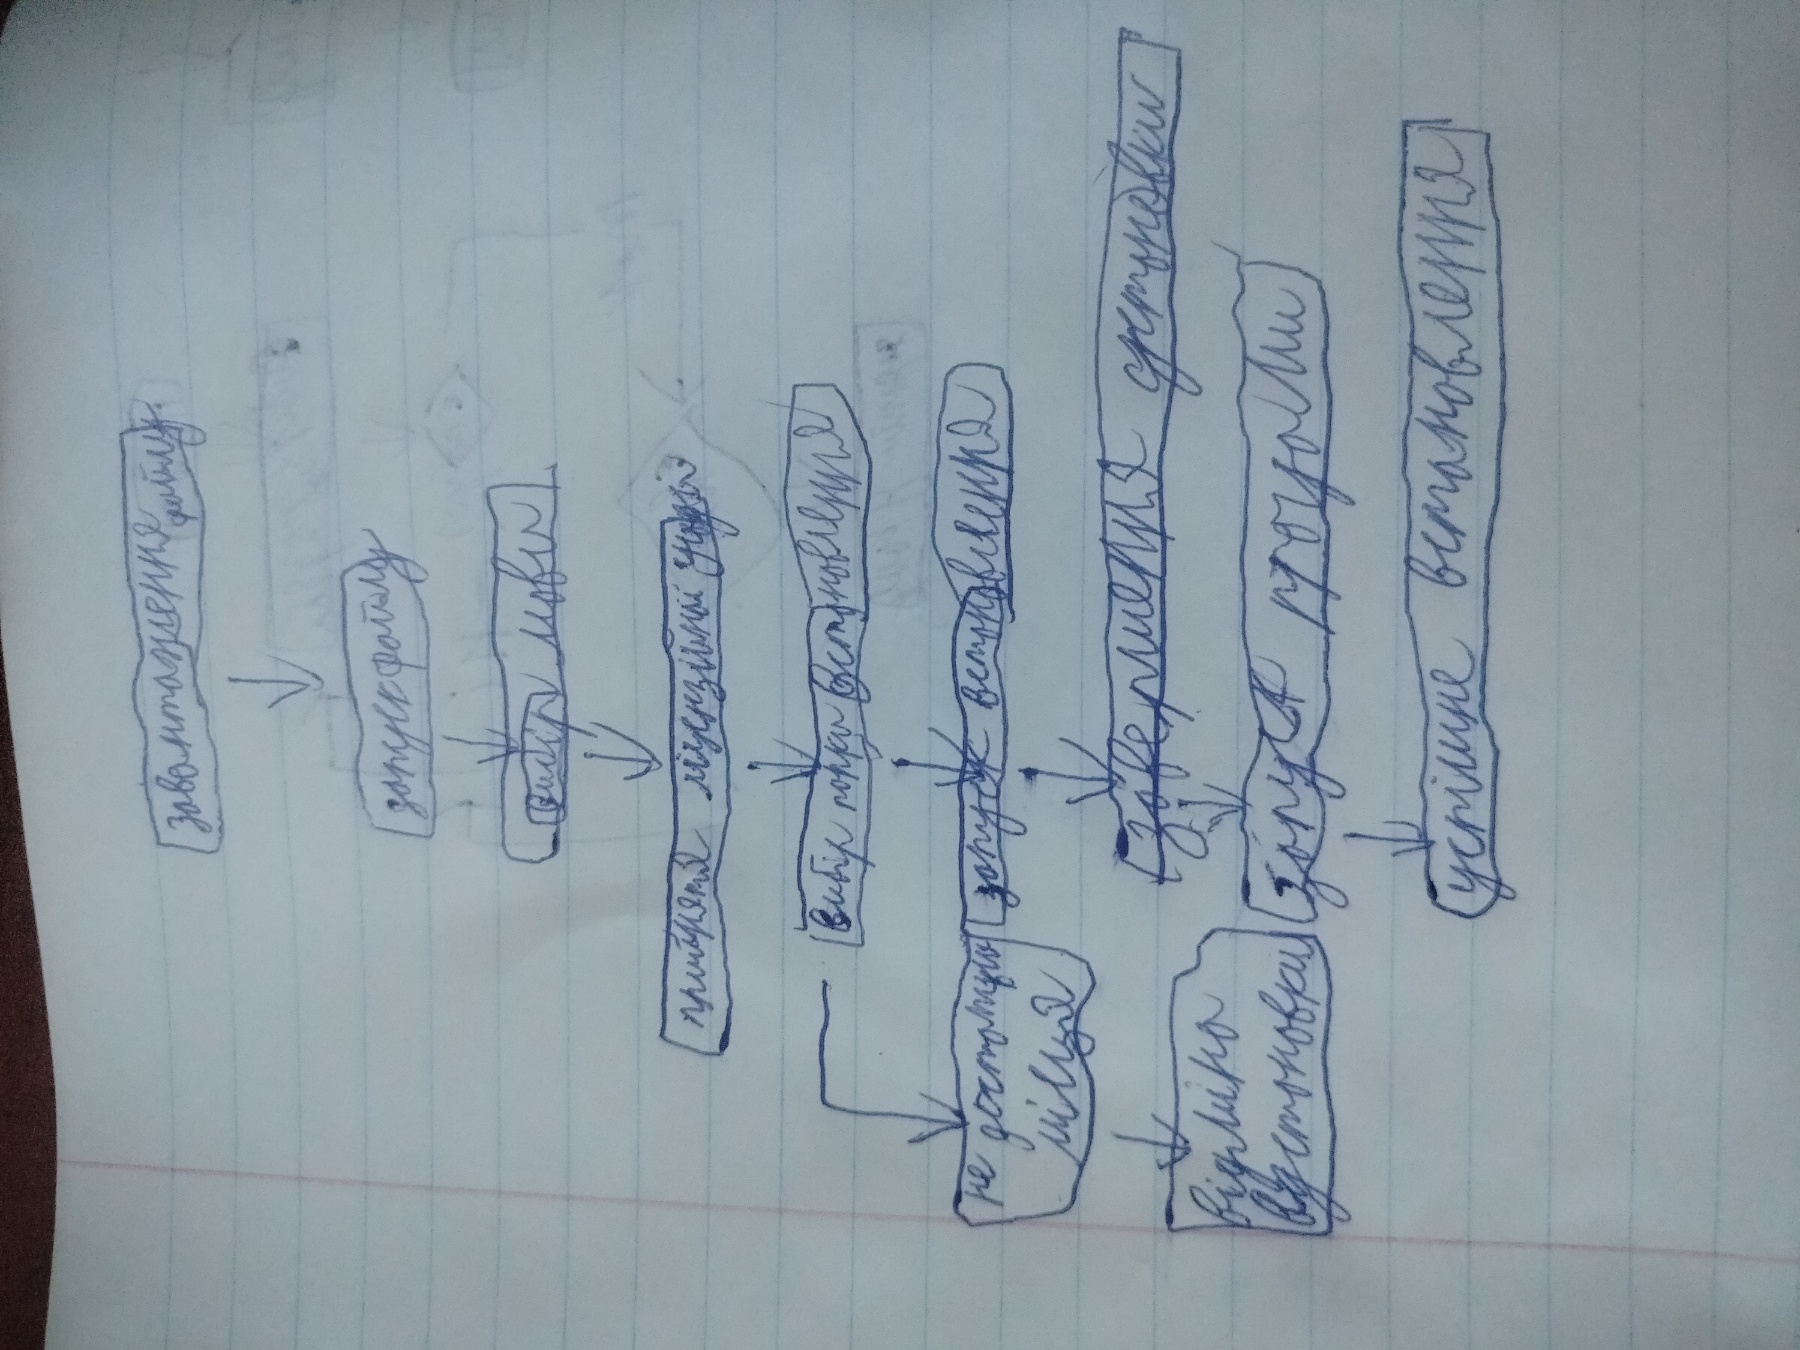 завантаження файлу
запуск файлу
вибір мови
прийняття ліцензійної угоди
вибір папки встановлення
не достатньо
місця
запуск встановлення
завершення установки
відміна
установки
запуск програми
успішне встановлення